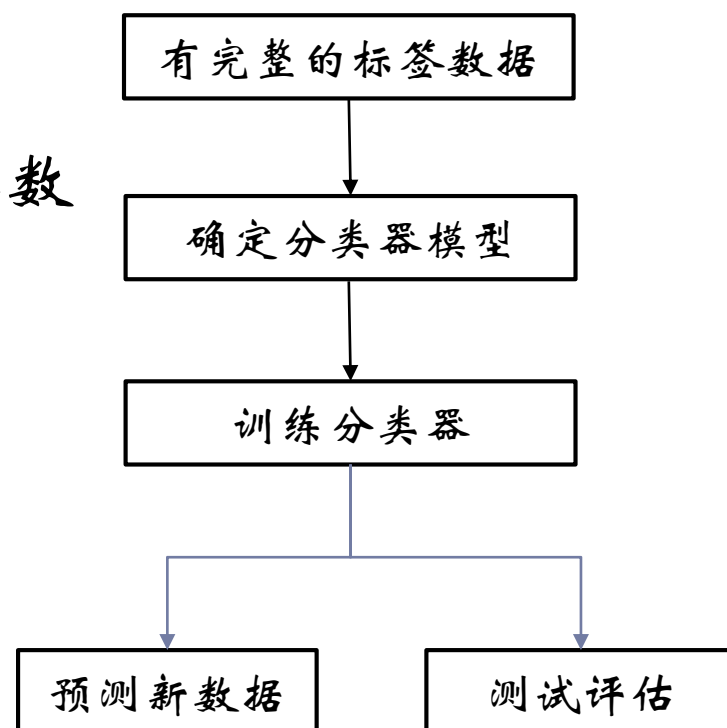 有完整的标签数据
数
确定分类器模型
训练分类器
预测新数据
测试评估